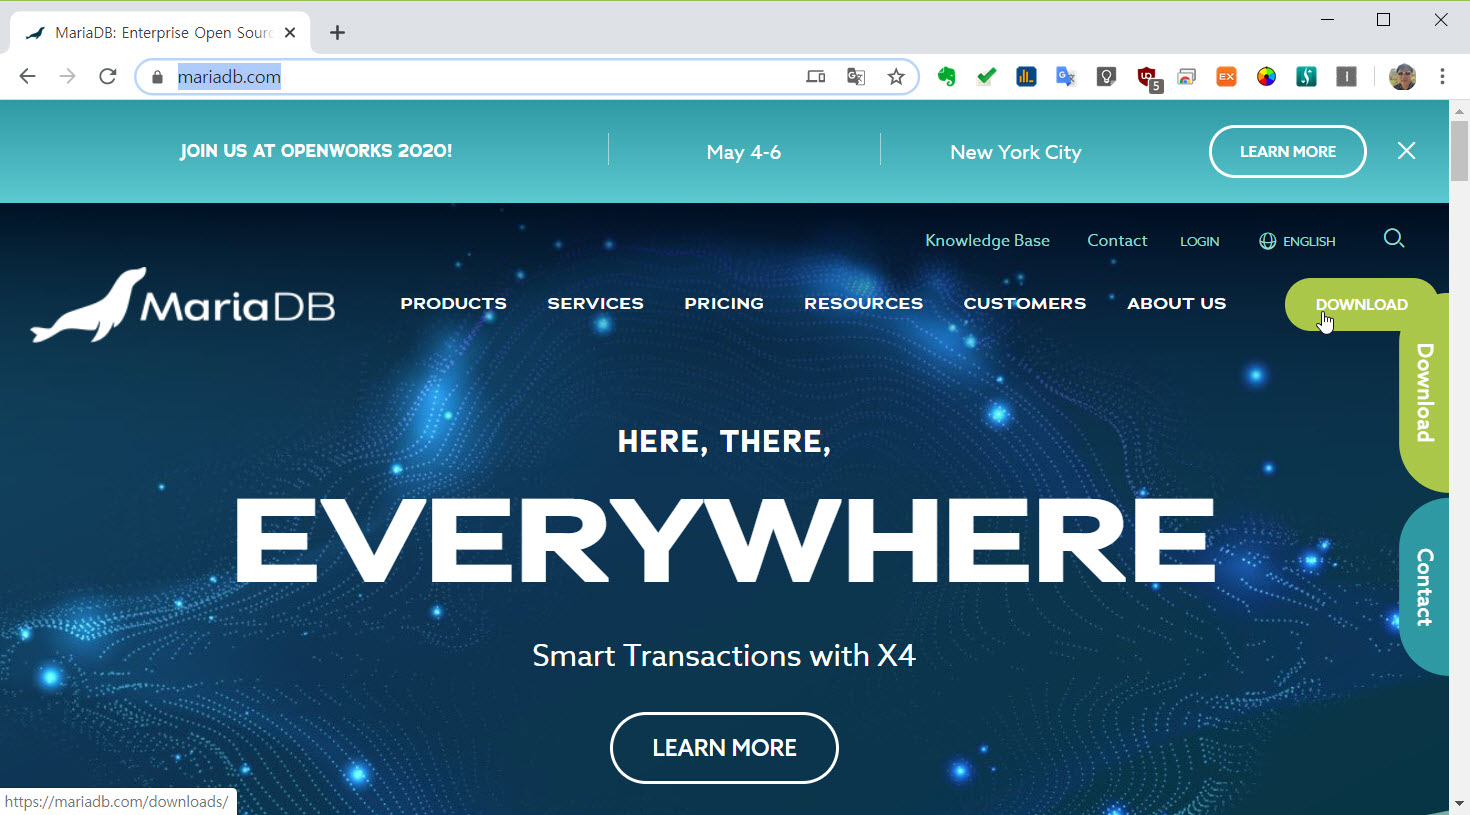 MariaDB: Enterprise Open Sourc
mariadb.com
5
EX
JOIN US AT OPENWORKS 2020!
May 4-6
New York City
LEARN MORE
Knowledge Base
Contact
LOGIN
ENGLISH
MariaDB
PRODUCTS
SERVICES
PRICING
RESOURCES
CUSTOMERS
ABOUT US
DOWNLOAD
Download
HERE, THERE,
EVERYWHERE
Contact
Smart Transactions with X4
LEARN MORE
https://mariadb.com/downloads/